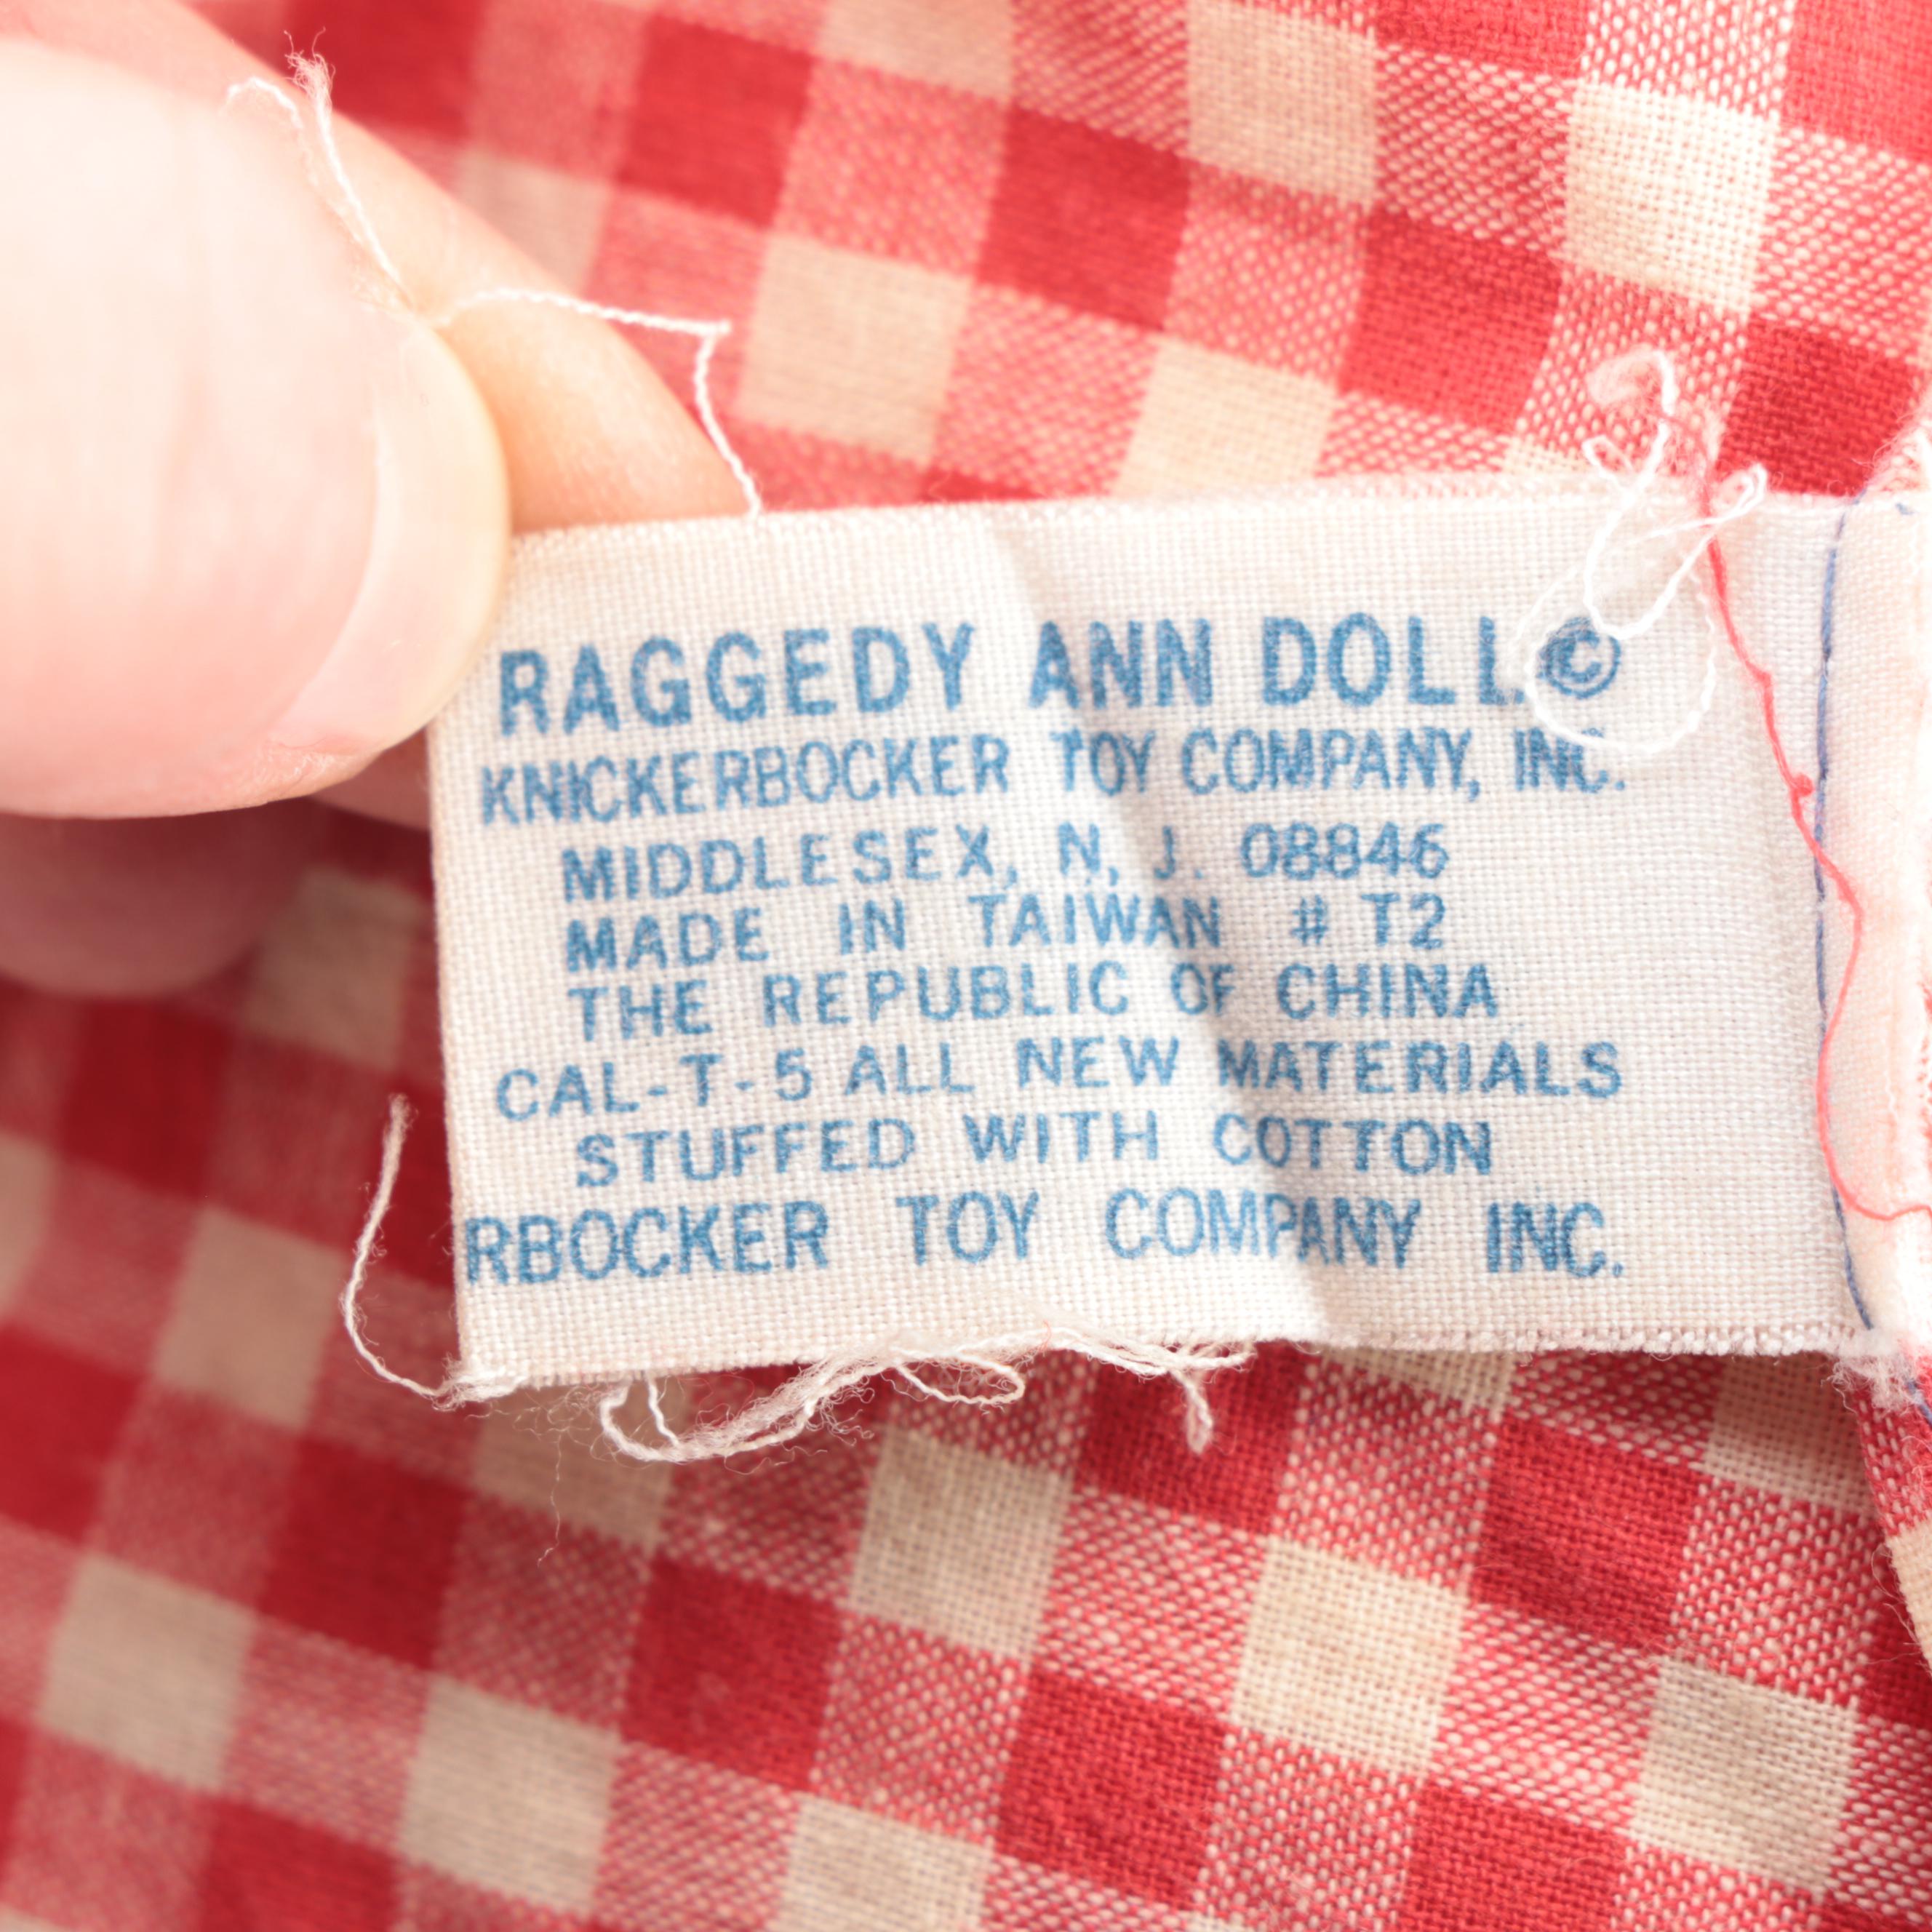 RAGGEDY ANN DOLL ©
KNICKERBOCKER TOY COMPANY, INC.
MIDDLESEX, N, J. 08846
MADE IN TAIWAN # T2
THE REPUBLIC OF CHINA
CAL-T-5 ALL NEW MATERIALS
STUFFED WITH COTTON
RBOCKER TOY COMPANY INC.